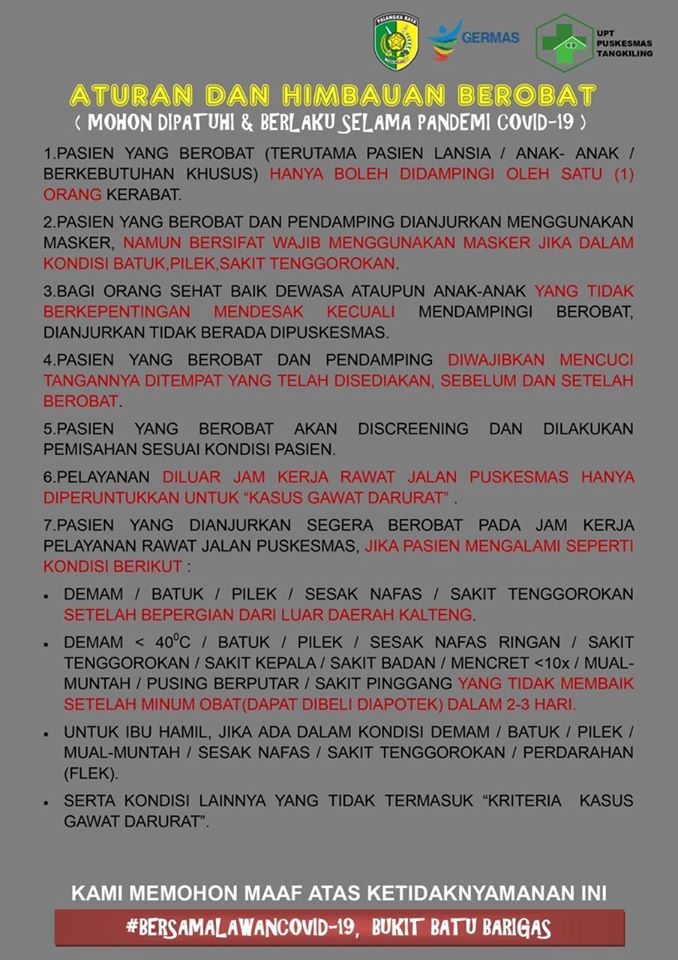 PALANGKA RAYA
GERMAS
UPT
PUSKESMAS
TANGKILING
ATURAN DAN HIMBAUAN BEROBAT
( MOHON DIPATUHI & BERLAKU SELAMA PANDEMI COVID-19 )
1.PASIEN YANG BEROBAT (TERUTAMA PASIEN LANSIA / ANAK- ANAK /
BERKEBUTUHAN KHUSUS) HANYA BOLEH DIDAMPINGI OLEH SATU (1)
ORANG KERABAT.
2.PASIEN YANG BEROBAT DAN PENDAMPING DIANJURKAN MENGGUNAKAN
MASKER, NAMUN BERSIFAT WAJIB MENGGUNAKAN MASKER JIKA DALAM
KONDISI BATUK,PILEK,SAKIT TENGGOROKAN.
3.BAGI ORANG SEHAT BAIK DEWASA ATAUPUN ANAK-ANAK YANG TIDAK
BERKEPENTINGAN MENDESAK KECUALI MENDAMPINGI BEROBAT,
DIANJURKAN TIDAK BERADA DIPUSKESMAS.
4.PASIEN YANG BEROBAT DAN PENDAMPING DIWAJIBKAN MENCUCI
TANGANNYA DITEMPAT YANG TELAH DISEDIAKAN, SEBELUM DAN SETELAH
BEROBAT.
5.PASIEN YANG BEROBAT AKAN DISCREENING DAN DILAKUKAN
PEMISAHAN SESUAI KONDISI PASIEN.
6.PELAYANAN DILUAR JAM KERJA RAWAT JALAN PUSKESMAS HANYA
DIPERUNTUKKAN UNTUK “KASUS GAWAT DARURAT” .
7.PASIEN YANG DIANJURKAN SEGERA BEROBAT PADA JAM KERJA
PELAYANAN RAWAT JALAN PUSKESMAS, JIKA PASIEN MENGALAMI SEPERTI
KONDISI BERIKUT :
• DEMAM / BATUK / PILEK / SESAK NAFAS / SAKIT TENGGOROKAN
SETELAH BEPERGIAN DARI LUAR DAERAH KALTENG.
• DEMAM < 40⁰C / BATUK / PILEK / SESAK NAFAS RINGAN / SAKIT
TENGGOROKAN / SAKIT KEPALA / SAKIT BADAN / MENCRET <10x / MUAL-
MUNTAH / PUSING BERPUTAR / SAKIT PINGGANG YANG TIDAK MEMBAIK
SETELAH MINUM OBAT(DAPAT DIBELI DIAPOTEK) DALAM 2-3 HARI.
• UNTUK IBU HAMIL, JIKA ADA DALAM KONDISI DEMAM / BATUK / PILEK /
MUAL-MUNTAH / SESAK NAFAS / SAKIT TENGGOROKAN / PERDARAHAN
(FLEK).
• SERTA KONDISI LAINNYA YANG TIDAK TERMASUK “KRITERIA KASUS
GAWAT DARURAT”.
KAMI MEMOHON MAAF ATAS KETIDAKNYAMANAN INI
#BERSAMALAWANCOVID-19, BUKIT BATU BARIGAS